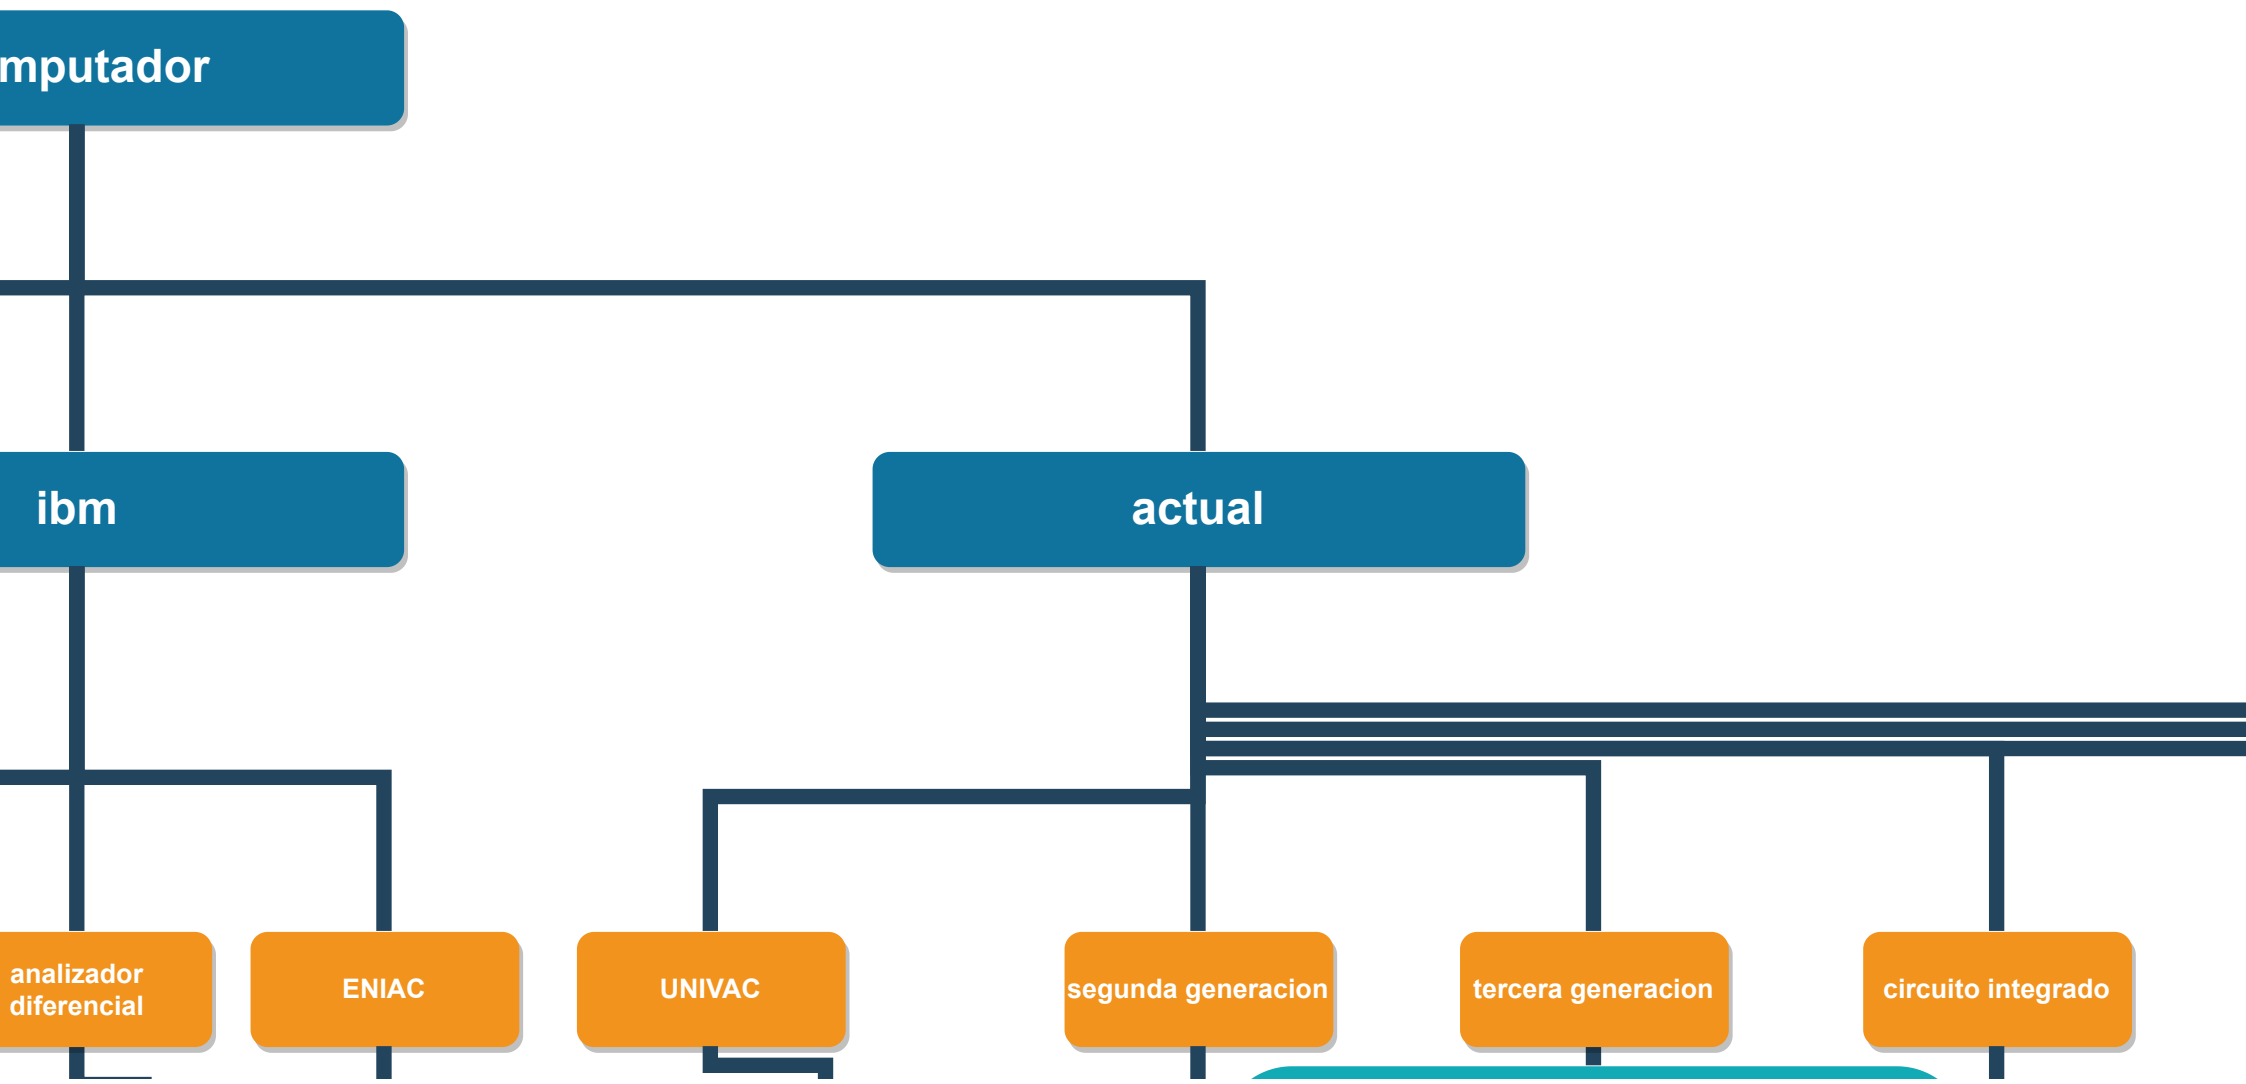 mputador
ibm
actual
analizador
diferencial
ENIAC
UNIVAC
segunda generacion
tercera generacion
circuito integrado